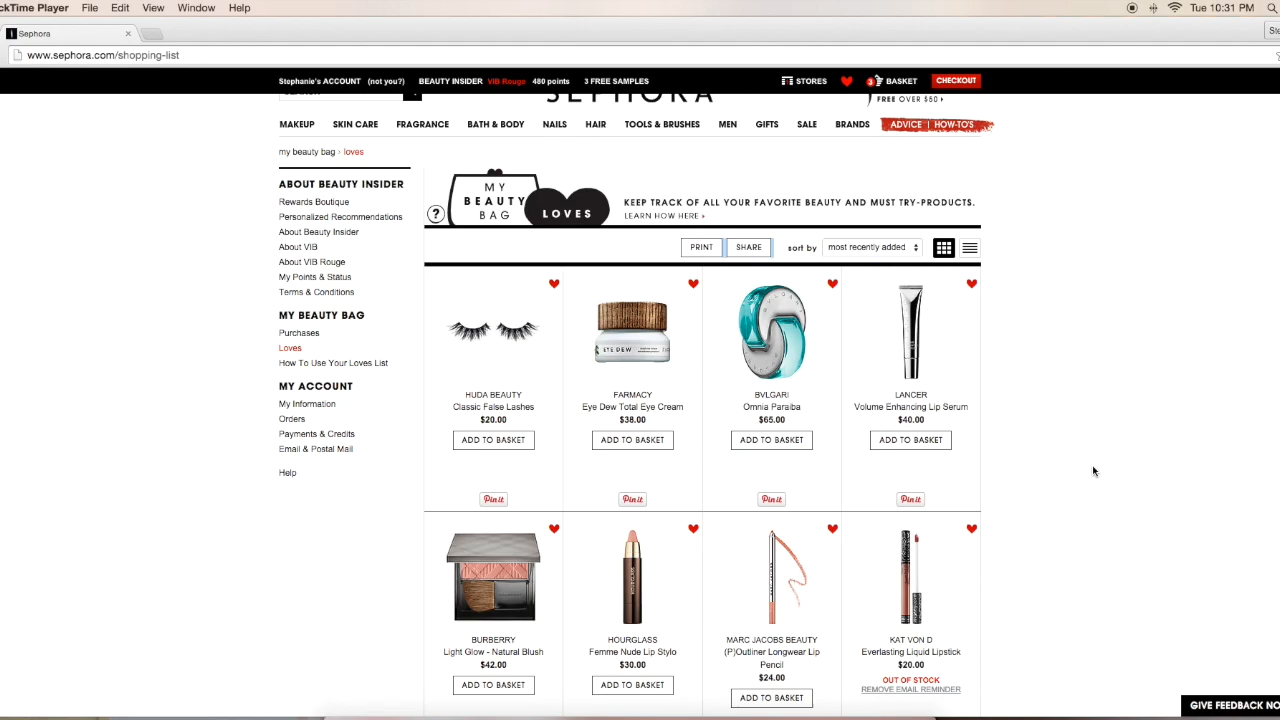 ckTime Player File Edit View Window Help Tue 10:31 PM
Sephora ×
www.sephora.com/shopping-list
Stephanie's ACCOUNT (not you?) BEAUTY INSIDER VIB Rouge 480 points 3 FREE SAMPLES STORES 3 BASKET CHECKOUT
SEPHORA
FREE OVER $50 ›
MAKEUP SKIN CARE FRAGRANCE BATH & BODY NAILS HAIR TOOLS & BRUSHES MEN GIFTS SALE BRANDS ADVICE | HOW-TO'S
my beauty bag › loves
ABOUT BEAUTY INSIDER
Rewards Boutique
Personalized Recommendations
About Beauty Insider
About VIB
About VIB Rouge
My Points & Status
Terms & Conditions
MY BEAUTY BAG
Purchases
Loves
How To Use Your Loves List
MY ACCOUNT
My Information
Orders
Payments & Credits
Email & Postal Mail
Help
?
MY
BEAUTY
BAG
LOVES
KEEP TRACK OF ALL YOUR FAVORITE BEAUTY AND MUST TRY-PRODUCTS.
LEARN HOW HERE ›
PRINT SHARE sort by most recently added
EYE DEW
HUDA BEAUTY
Classic False Lashes
$20.00
ADD TO BASKET
Pin it
FARMACY
Eye Dew Total Eye Cream
$38.00
ADD TO BASKET
Pin it
BVLGARI
Omnia Paraiba
$65.00
ADD TO BASKET
Pin it
LANCER
Volume Enhancing Lip Serum
$40.00
ADD TO BASKET
Pin it
BURBERRY
Light Glow - Natural Blush
$42.00
ADD TO BASKET
HOURGLASS
Femme Nude Lip Stylo
$30.00
ADD TO BASKET
MARC JACOBS BEAUTY
(P)Outliner Longwear Lip
Pencil
$24.00
ADD TO BASKET
KAT VON D
Everlasting Liquid Lipstick
$20.00
OUT OF STOCK
REMOVE EMAIL REMINDER
GIVE FEEDBACK NO